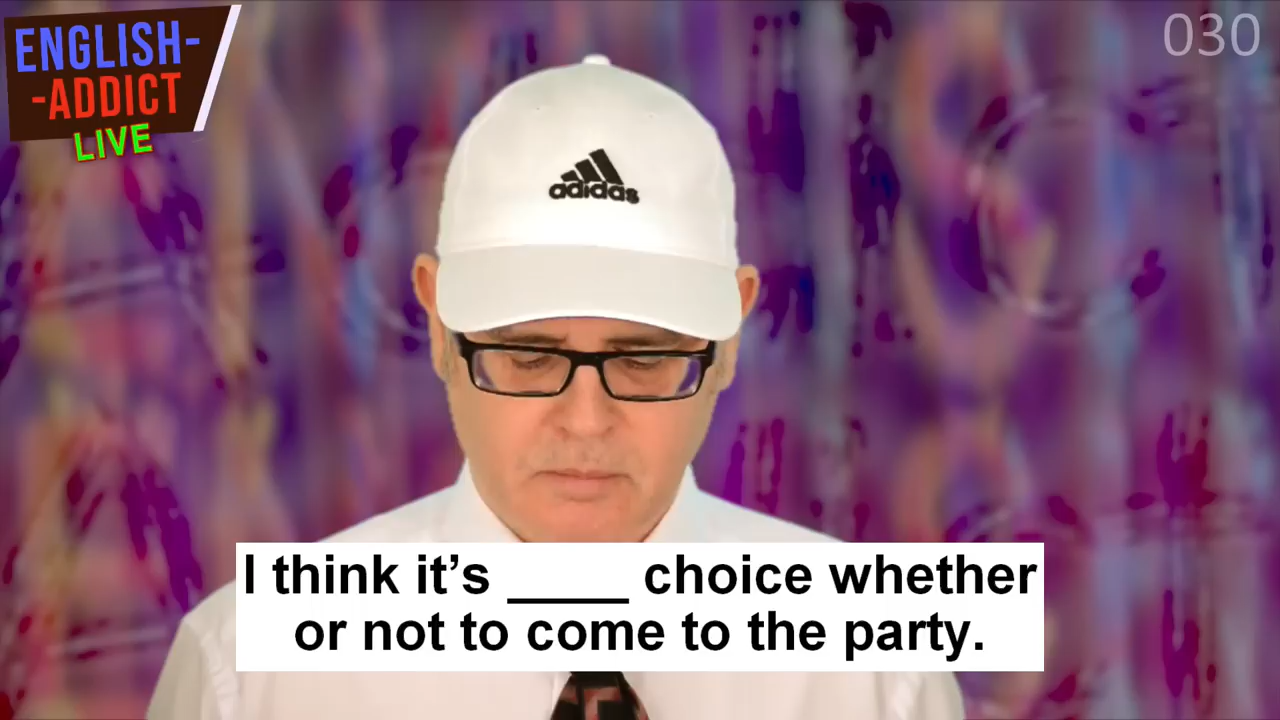 ENGLISH-
-ADDICT
LIVE
030
adidas
I think it's ____ choice whether
or not to come to the party.